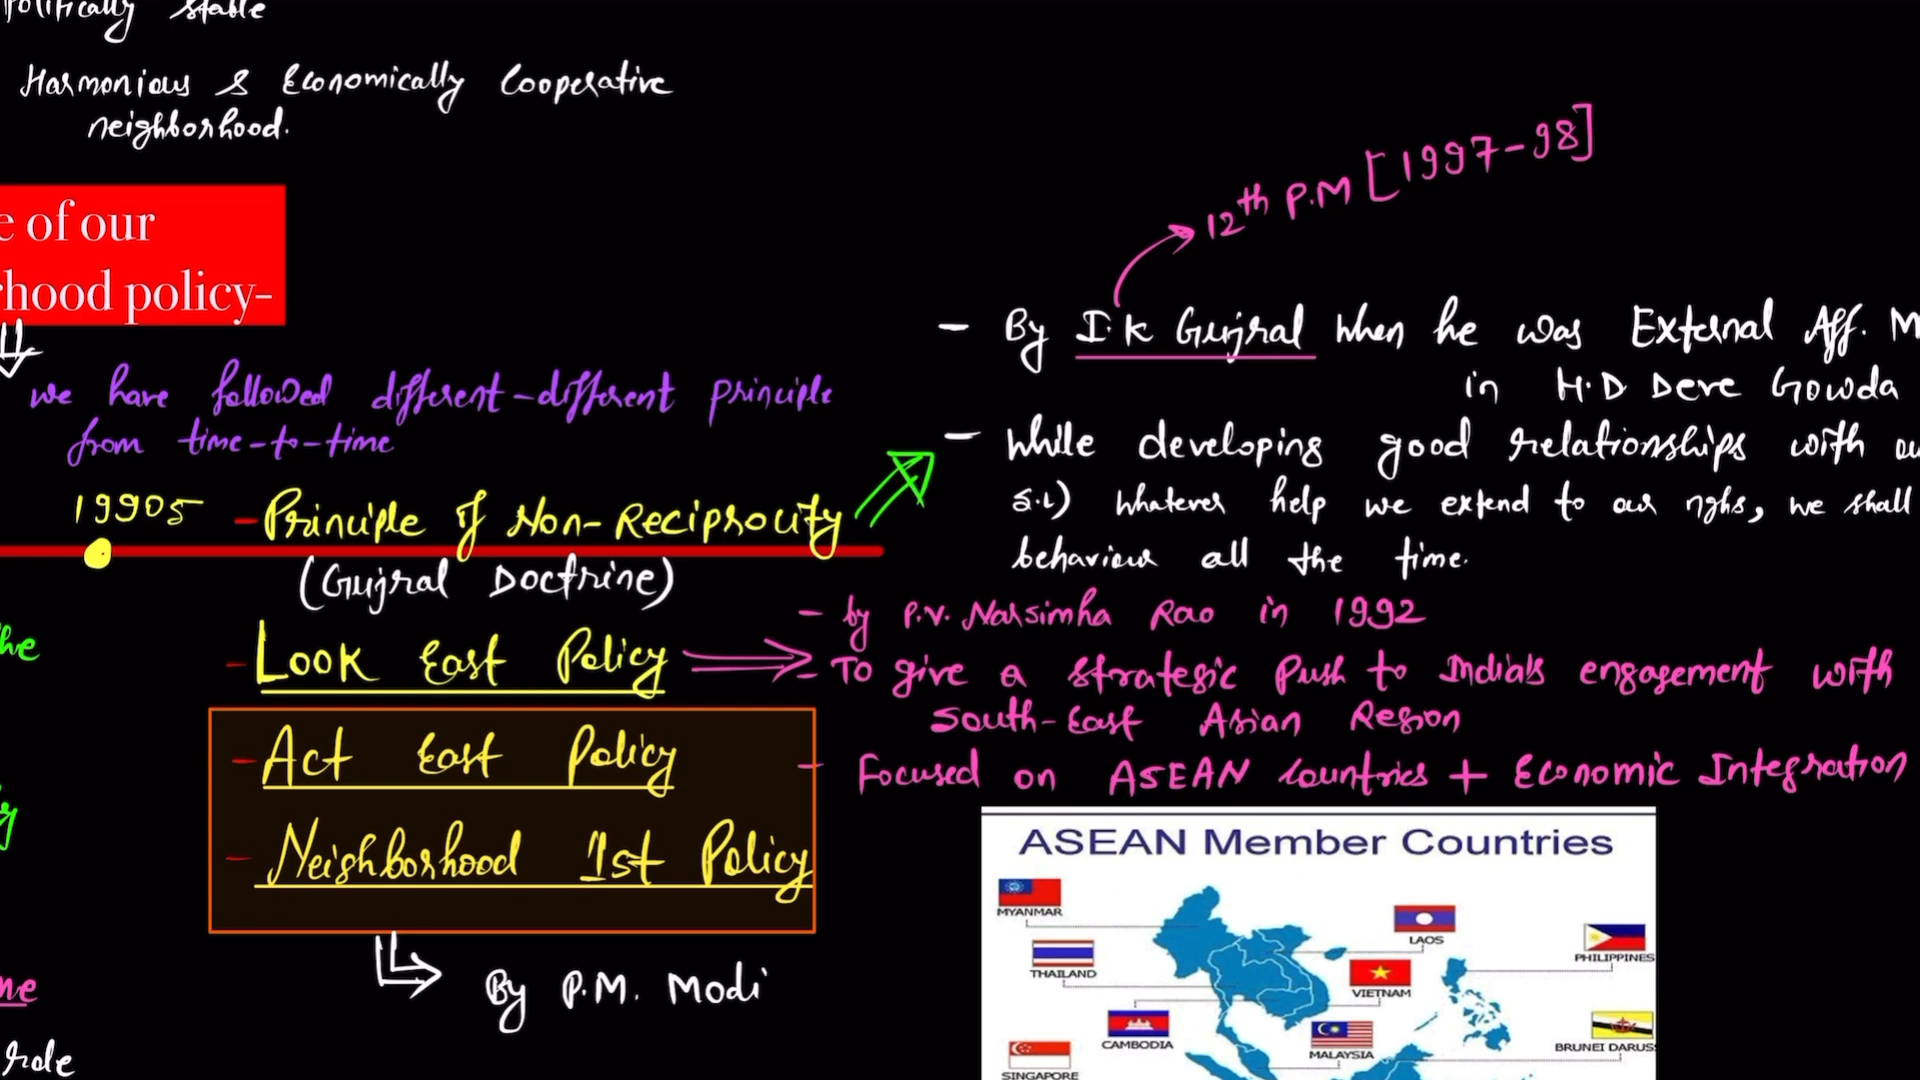 Politically stable
Harmonious & Economically Cooperative
neighborhood.
e of our
rhood policy-
we have followed different-different principle
from time-to-time
1990s - Principle of Non-Reciprocity
(Gujral Doctrine)
- Look East Policy
- Act East Policy
- Neighborhood 1st Policy
By P.M. Modi
he
ne
role
12th P.M [1997-98]
- By I.K Gujral when he was External Aff. M
in H.D Deve Gowda
- While developing good relationships with ou
S.t) whatever help we extend to our nghs, we shall
behaviour all the time.
- by P.V. Narsimha Rao in 1992
- To give a strategic Push to India's engagement with
South-East Asian Region
- Focused on ASEAN Countries + Economic Integration
ASEAN Member Countries
MYANMAR
LAOS
PHILIPPINES
THAILAND
VIETNAM
CAMBODIA
MALAYSIA
BRUNEI DARUS
SINGAPORE